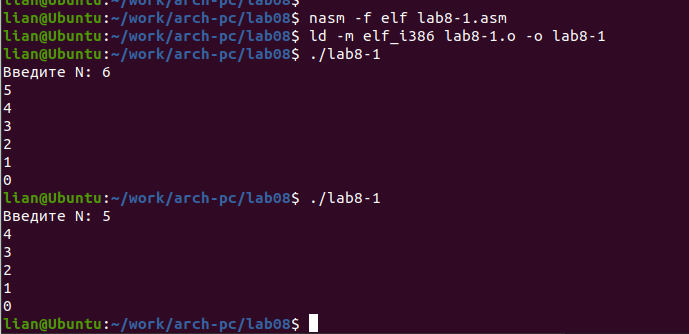 lian@Ubuntu:~/work/arch-pc/lab08$
lian@Ubuntu:~/work/arch-pc/lab08$ nasm -f elf lab8-1.asm
lian@Ubuntu:~/work/arch-pc/lab08$ ld -m elf_i386 lab8-1.o -o lab8-1
lian@Ubuntu:~/work/arch-pc/lab08$ ./lab8-1
Введите N: 6
5
4
3
2
1
0
lian@Ubuntu:~/work/arch-pc/lab08$ ./lab8-1
Введите N: 5
4
3
2
1
0
lian@Ubuntu:~/work/arch-pc/lab08$